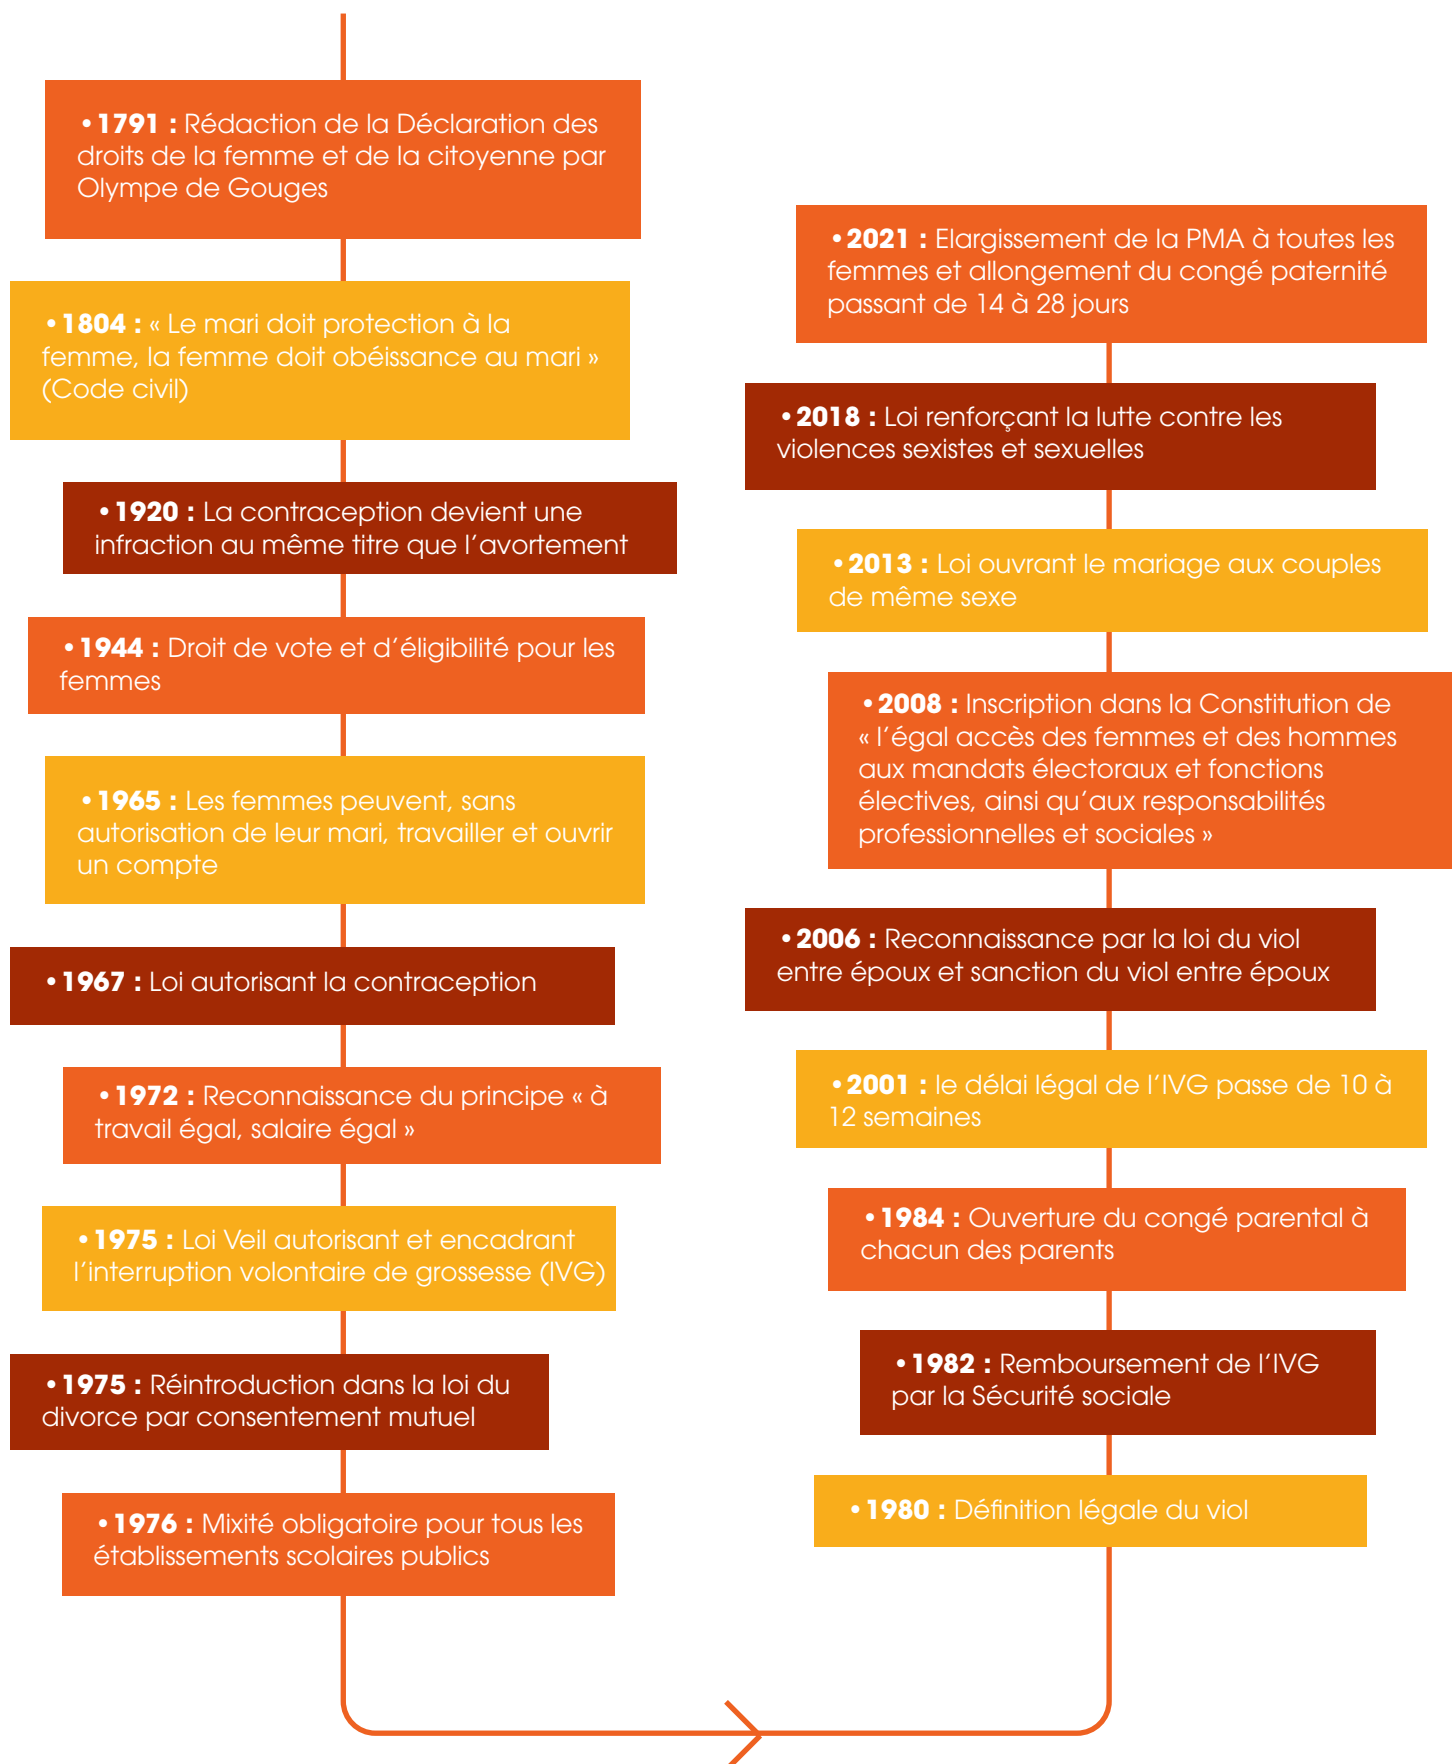 •1791 : Rédaction de la Déclaration des
droits de la femme et de la citoyenne par
Olympe de Gouges
•1804 : « Le mari doit protection à la
femme, la femme doit obéissance au mari »
(Code civil)
•1920 : La contraception devient une
infraction au même titre que l’avortement
•1944 : Droit de vote et d’éligibilité pour les
femmes
•1965 : Les femmes peuvent, sans
autorisation de leur mari, travailler et ouvrir
un compte
•1967 : Loi autorisant la contraception
•1972 : Reconnaissance du principe « à
travail égal, salaire égal »
•1975 : Loi Veil autorisant et encadrant
l’interruption volontaire de grossesse (IVG)
•1975 : Réintroduction dans la loi du
divorce par consentement mutuel
•1976 : Mixité obligatoire pour tous les
établissements scolaires publics
•2021 : Elargissement de la PMA à toutes les
femmes et allongement du congé paternité
passant de 14 à 28 jours
•2018 : Loi renforçant la lutte contre les
violences sexistes et sexuelles
•2013 : Loi ouvrant le mariage aux couples
de même sexe
•2008 : Inscription dans la Constitution de
« l’égal accès des femmes et des hommes
aux mandats électoraux et fonctions
électives, ainsi qu’aux responsabilités
professionnelles et sociales »
•2006 : Reconnaissance par la loi du viol
entre époux et sanction du viol entre époux
•2001 : le délai légal de l’IVG passe de 10 à
12 semaines
•1984 : Ouverture du congé parental à
chacun des parents
•1982 : Remboursement de l’IVG
par la Sécurité sociale
•1980 : Définition légale du viol